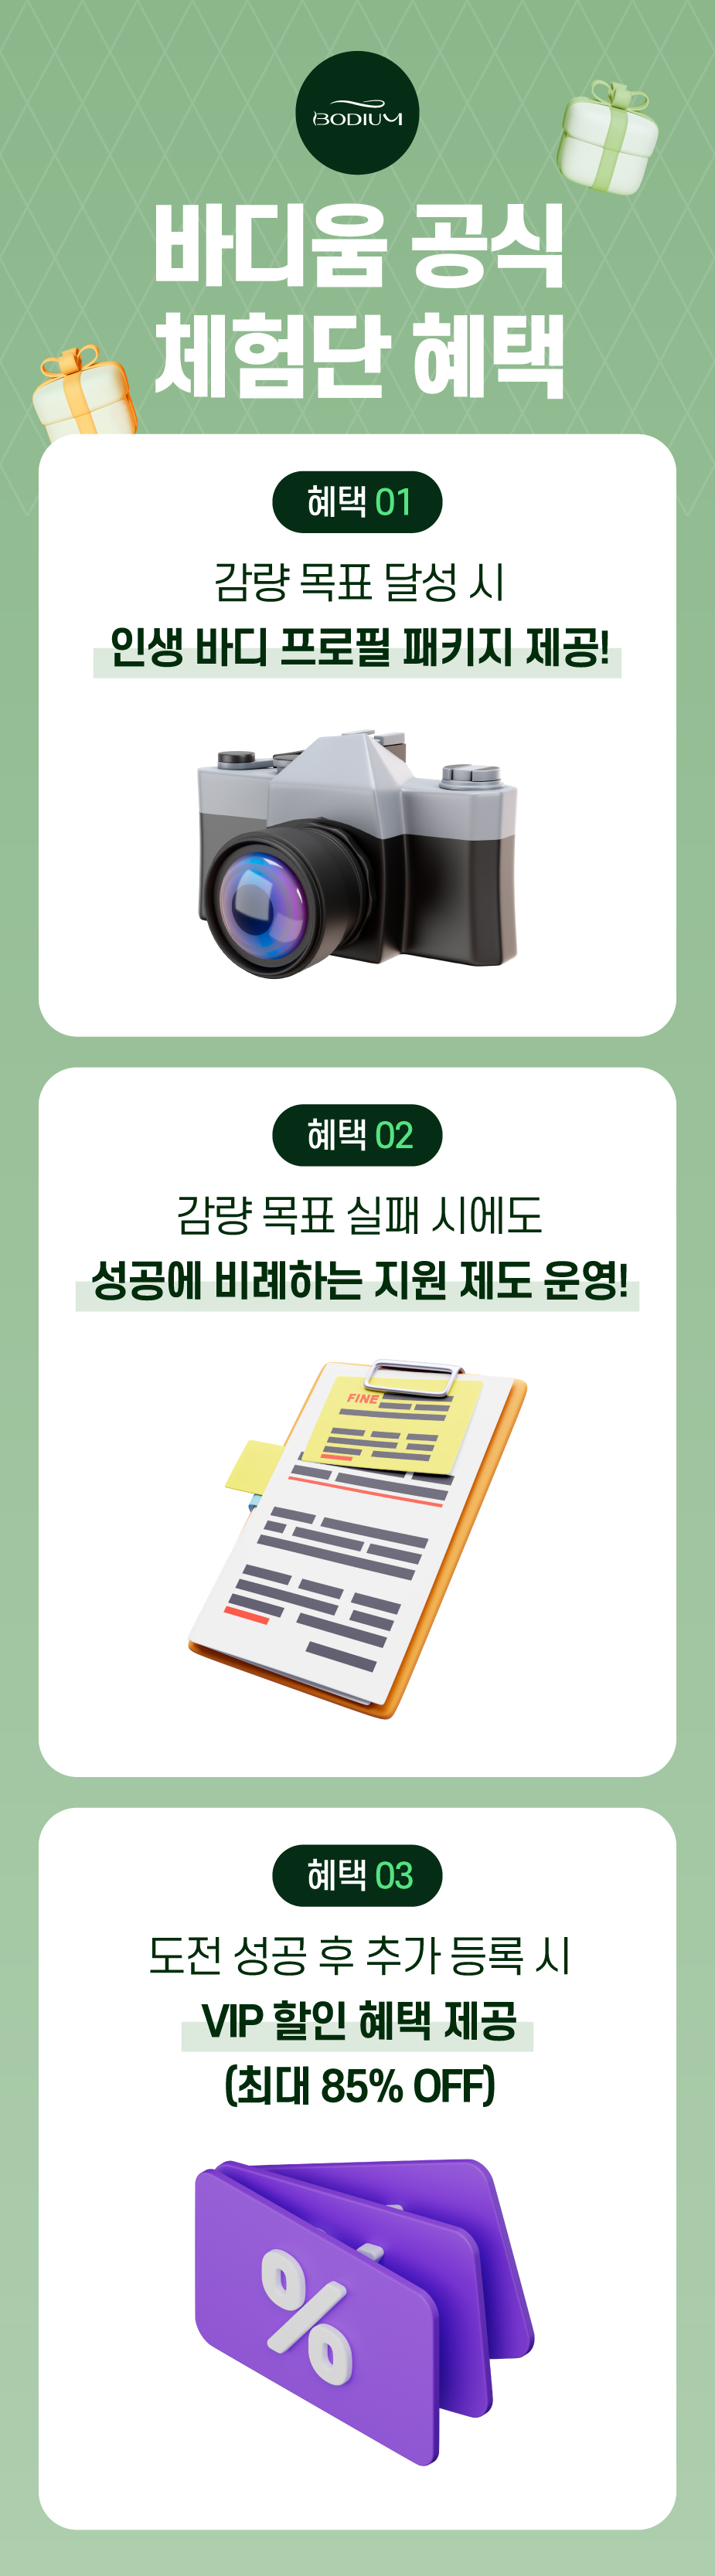 BODIUM
바디움 공식
체험단 혜택
혜택 01
감량 목표 달성 시
인생 바디 프로필 패키지 제공!
혜택 02
감량 목표 실패 시에도
성공에 비례하는 지원 제도 운영!
FINE
혜택 03
도전 성공 후 추가 등록 시
VIP 할인 혜택 제공
(최대 85% OFF)
%